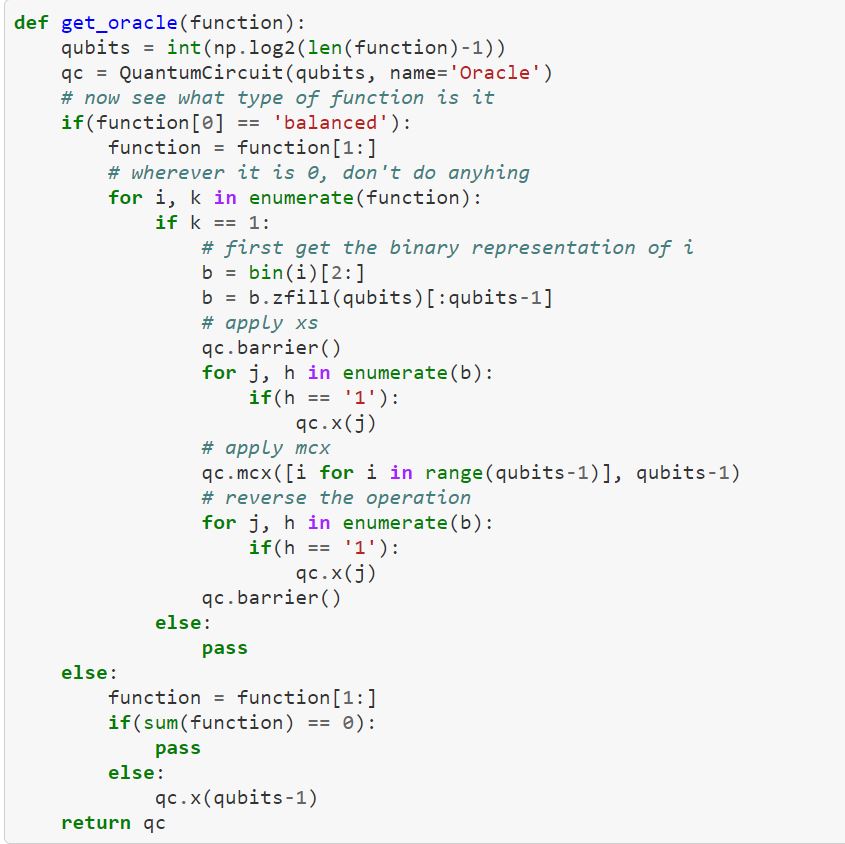 def get_oracle(function):
    qubits = int(np.log2(len(function)-1))
    qc = QuantumCircuit(qubits, name='Oracle')
    # now see what type of function is it
    if(function[0] == 'balanced'):
        function = function[1:]
        # wherever it is 0, don't do anyhing
        for i, k in enumerate(function):
            if k == 1:
                # first get the binary representation of i
                b = bin(i)[2:]
                b = b.zfill(qubits)[:qubits-1]
                # apply xs
                qc.barrier()
                for j, h in enumerate(b):
                    if(h == '1'):
                        qc.x(j)
                # apply mcx
                qc.mcx([i for i in range(qubits-1)], qubits-1)
                # reverse the operation
                for j, h in enumerate(b):
                    if(h == '1'):
                        qc.x(j)
                qc.barrier()
            else:
                pass
    else:
        function = function[1:]
        if(sum(function) == 0):
            pass
        else:
            qc.x(qubits-1)
    return qc